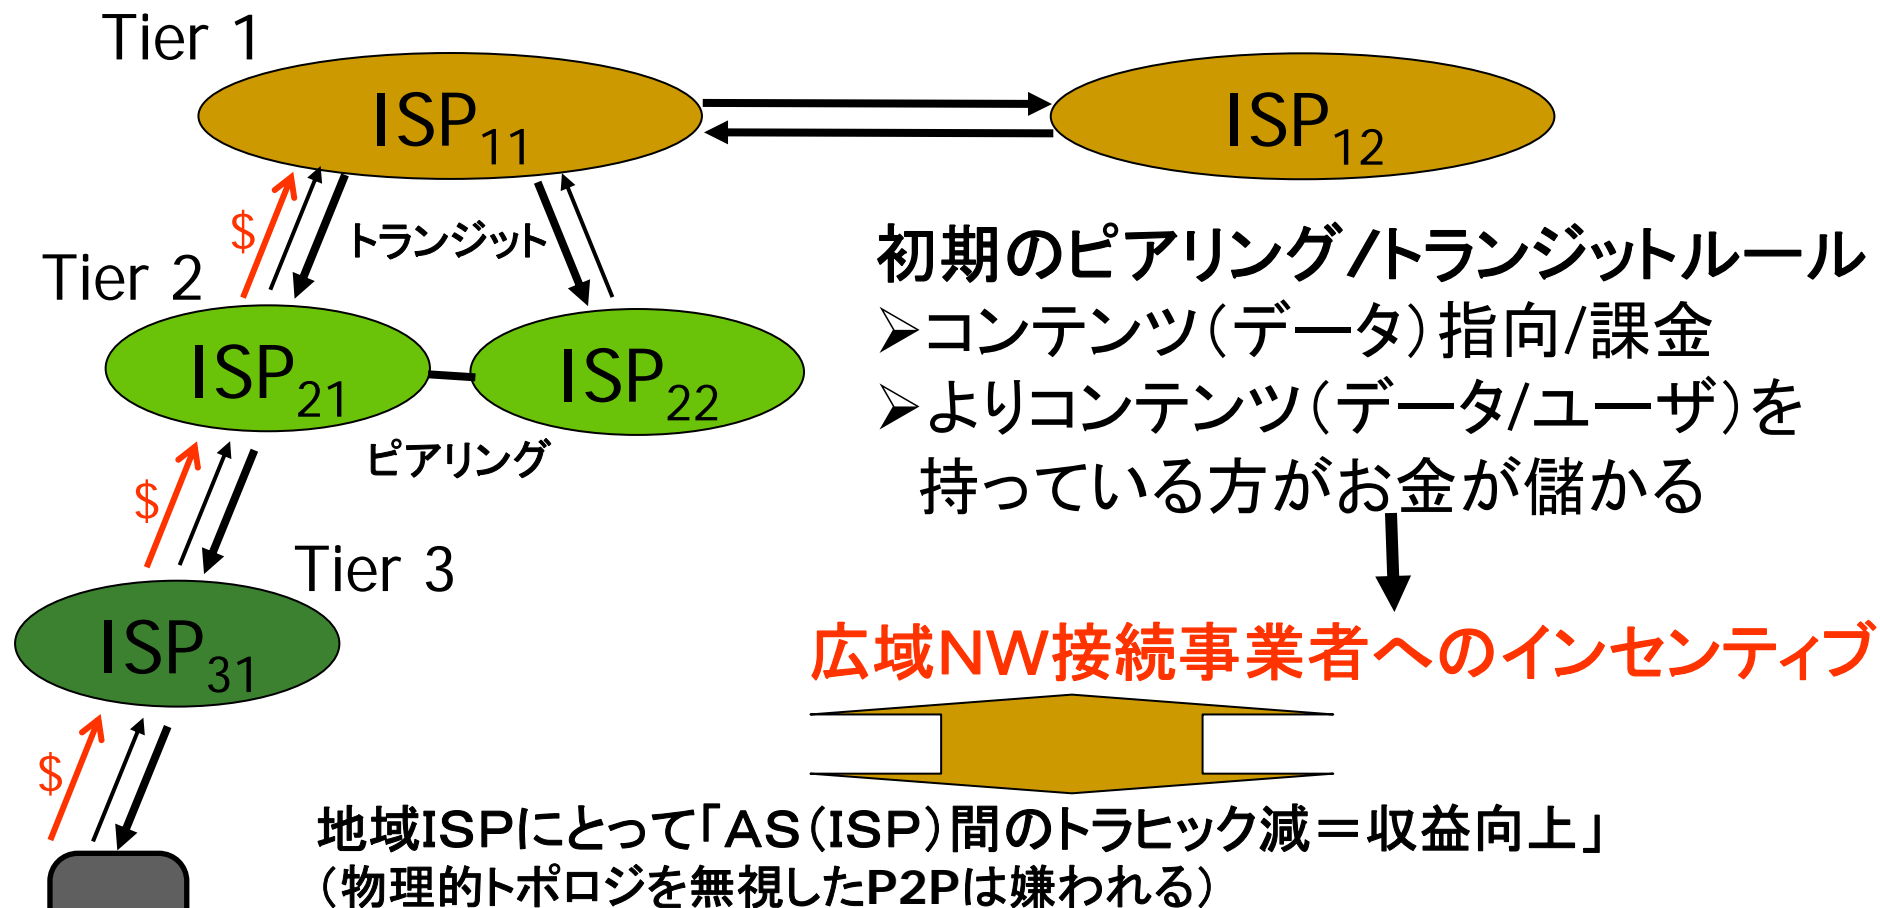 Tier 1
ISP11
ISP12
$
トランジット
Tier 2
初期のピアリング/トランジットルール
➢コンテンツ(データ)指向/課金
➢よりコンテンツ(データ/ユーザ)を
持っている方がお金が儲かる
ISP21
ISP22
ピアリング
$
Tier 3
ISP31
広域NW接続事業者へのインセンティブ
$
地域ISPにとって「AS(ISP)間のトラヒック減=収益向上」
(物理的トポロジを無視したP2Pは嫌われる)